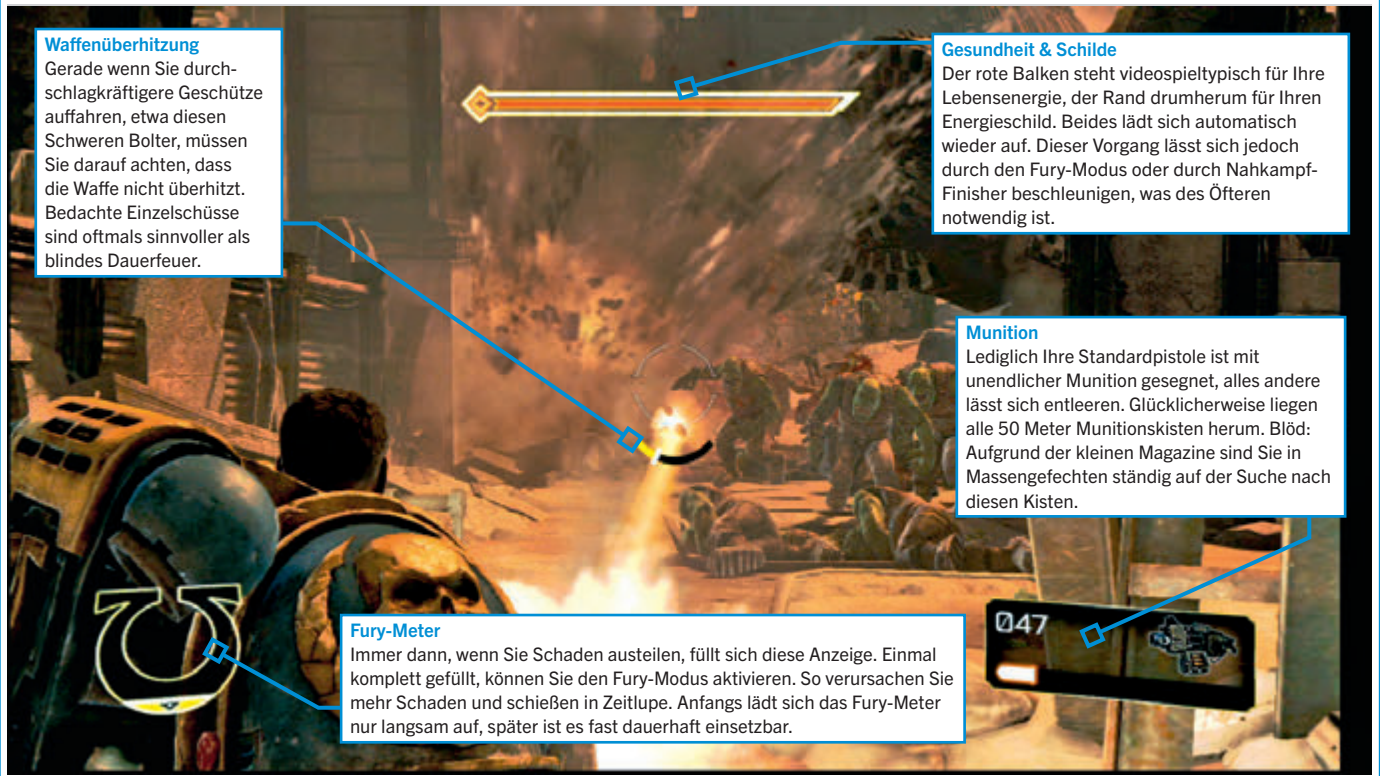 Waffenüberhitzung
Gerade wenn Sie durch-
schlagkräftigere Geschütze
auffahren, etwa diesen
Schweren Bolter, müssen
Sie darauf achten, dass
die Waffe nicht überhitzt.
Bedachte Einzelschüsse
sind oftmals sinnvoller als
blindes Dauerfeuer.
Gesundheit & Schilde
Der rote Balken steht videospieltypisch für Ihre
Lebensenergie, der Rand drumherum für Ihren
Energieschild. Beides lädt sich automatisch
wieder auf. Dieser Vorgang lässt sich jedoch
durch den Fury-Modus oder durch Nahkampf-
Finisher beschleunigen, was des Öfteren
notwendig ist.
Munition
Lediglich Ihre Standardpistole ist mit
unendlicher Munition gesegnet, alles andere
lässt sich entleeren. Glücklicherweise liegen
alle 50 Meter Munitionskisten herum. Blöd:
Aufgrund der kleinen Magazine sind Sie in
Massengefechten ständig auf der Suche nach
diesen Kisten.
047
Fury-Meter
Immer dann, wenn Sie Schaden austeilen, füllt sich diese Anzeige. Einmal
komplett gefüllt, können Sie den Fury-Modus aktivieren. So verursachen Sie
mehr Schaden und schießen in Zeitlupe. Anfangs lädt sich das Fury-Meter
nur langsam auf, später ist es fast dauerhaft einsetzbar.